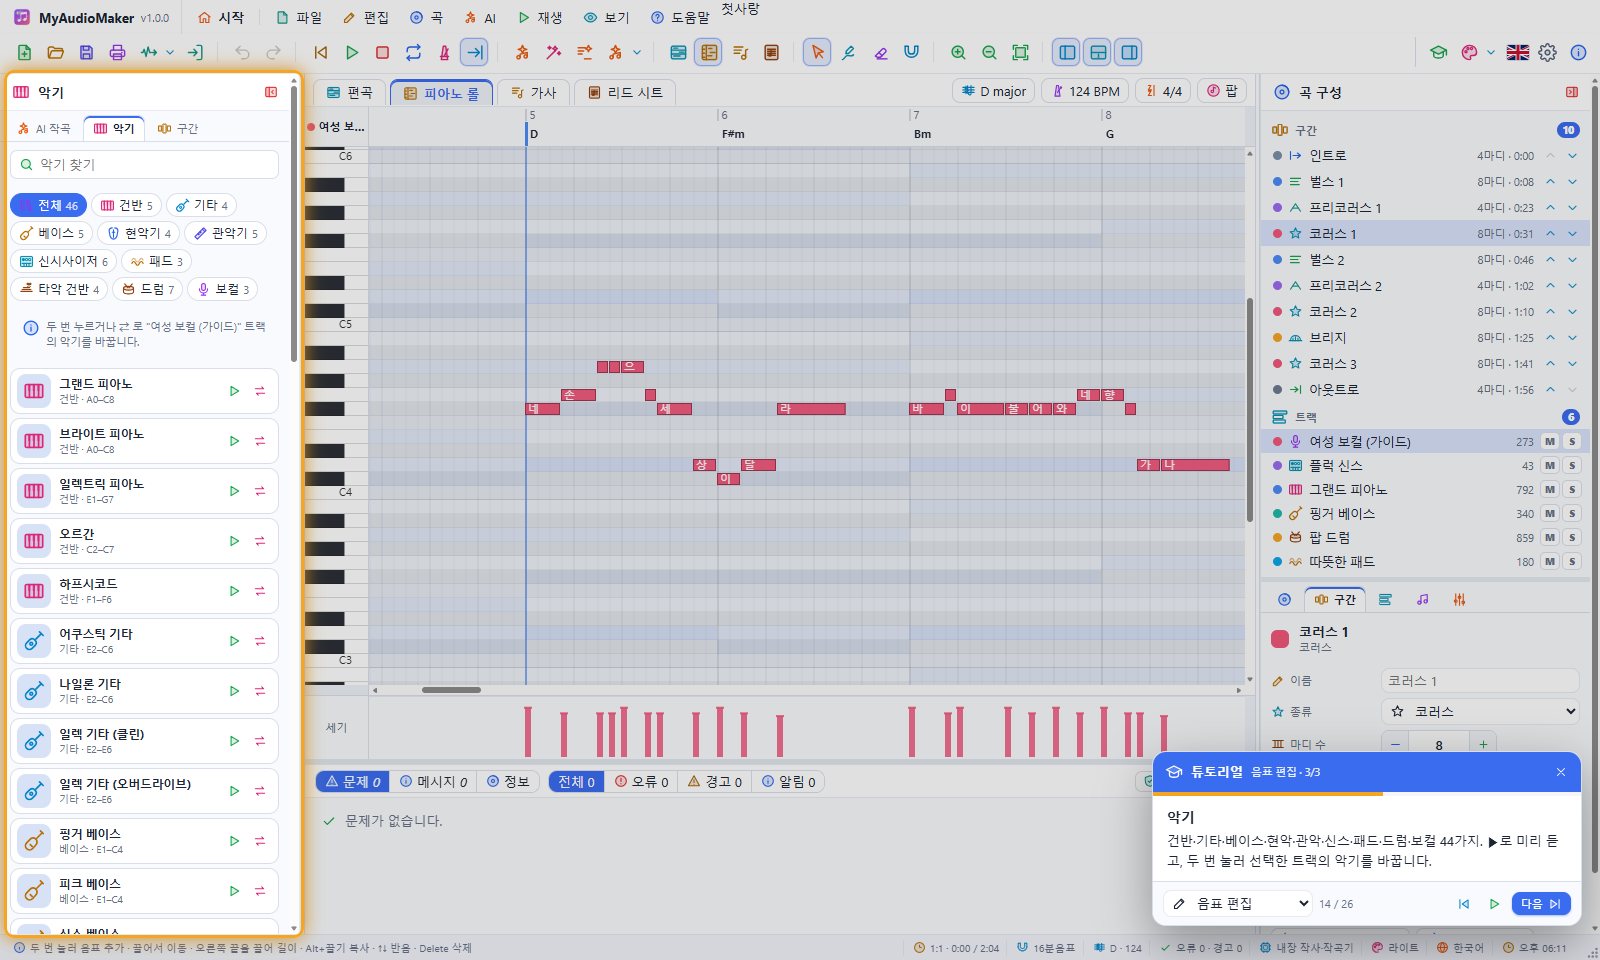 MyAudioMaker v1.0.0 시작 파일 편집 곡 AI 재생 보기 도움말 첫사랑
악기
AI 작곡 악기 구간
악기 찾기
전체 46 건반 5 기타 4
베이스 5 현악기 4 관악기 5
신시사이저 6 패드 3
타악 건반 4 드럼 7 보컬 3
두 번 누르거나 ⇄ 로 "여성 보컬 (가이드)" 트랙
의 악기를 바꿉니다.
그랜드 피아노
건반 · A0–C8
브라이트 피아노
건반 · A0–C8
일렉트릭 피아노
건반 · E1–G7
오르간
건반 · C2–C7
하프시코드
건반 · F1–F6
어쿠스틱 기타
기타 · E2–C6
나일론 기타
기타 · E2–C6
일렉 기타 (클린)
기타 · E2–E6
일렉 기타 (오버드라이브)
기타 · E2–E6
핑거 베이스
베이스 · E1–C4
피크 베이스
베이스 · E1–C4
편곡 피아노 롤 가사 리드 시트
D major 124 BPM 4/4 팝
여성 보...
5 6 7 8
D F#m Bm G
C6
C5
으
손 네 향
네 세 라 바 이 불 어 와
상 달 가 나
이
C4
C3
세기
문제 0 메시지 0 정보 전체 0 오류 0 경고 0 알림 0
문제가 없습니다.
곡 구성
구간 10
인트로 4마디 · 0:00
벌스 1 8마디 · 0:08
프리코러스 1 4마디 · 0:23
코러스 1 8마디 · 0:31
벌스 2 8마디 · 0:46
프리코러스 2 4마디 · 1:02
코러스 2 8마디 · 1:10
브리지 8마디 · 1:25
코러스 3 8마디 · 1:41
아웃트로 4마디 · 1:56
트랙 6
여성 보컬 (가이드) 273 M S
플럭 신스 43 M S
그랜드 피아노 792 M S
핑거 베이스 340 M S
팝 드럼 859 M S
따뜻한 패드 180 M S
구간
코러스 1
코러스
이름 코러스 1
종류 코러스
마디 수 8
튜토리얼 음표 편집 · 3/3
악기
건반·기타·베이스·현악·관악·신스·패드·드럼·보컬 44가지. ▶로 미리 듣
고, 두 번 눌러 선택한 트랙의 악기를 바꿉니다.
음표 편집 14 / 26 다음
두 번 눌러 음표 추가 · 끌어서 이동 · 오른쪽 끝을 끌어 길이 · Alt+끌기 복사 · ↑↓ 반음 · Delete 삭제
1:1 · 0:00 / 2:04 16분음표 D · 124 오류 0 · 경고 0 내장 작사·작곡기 라이트 한국어 오후 06:11